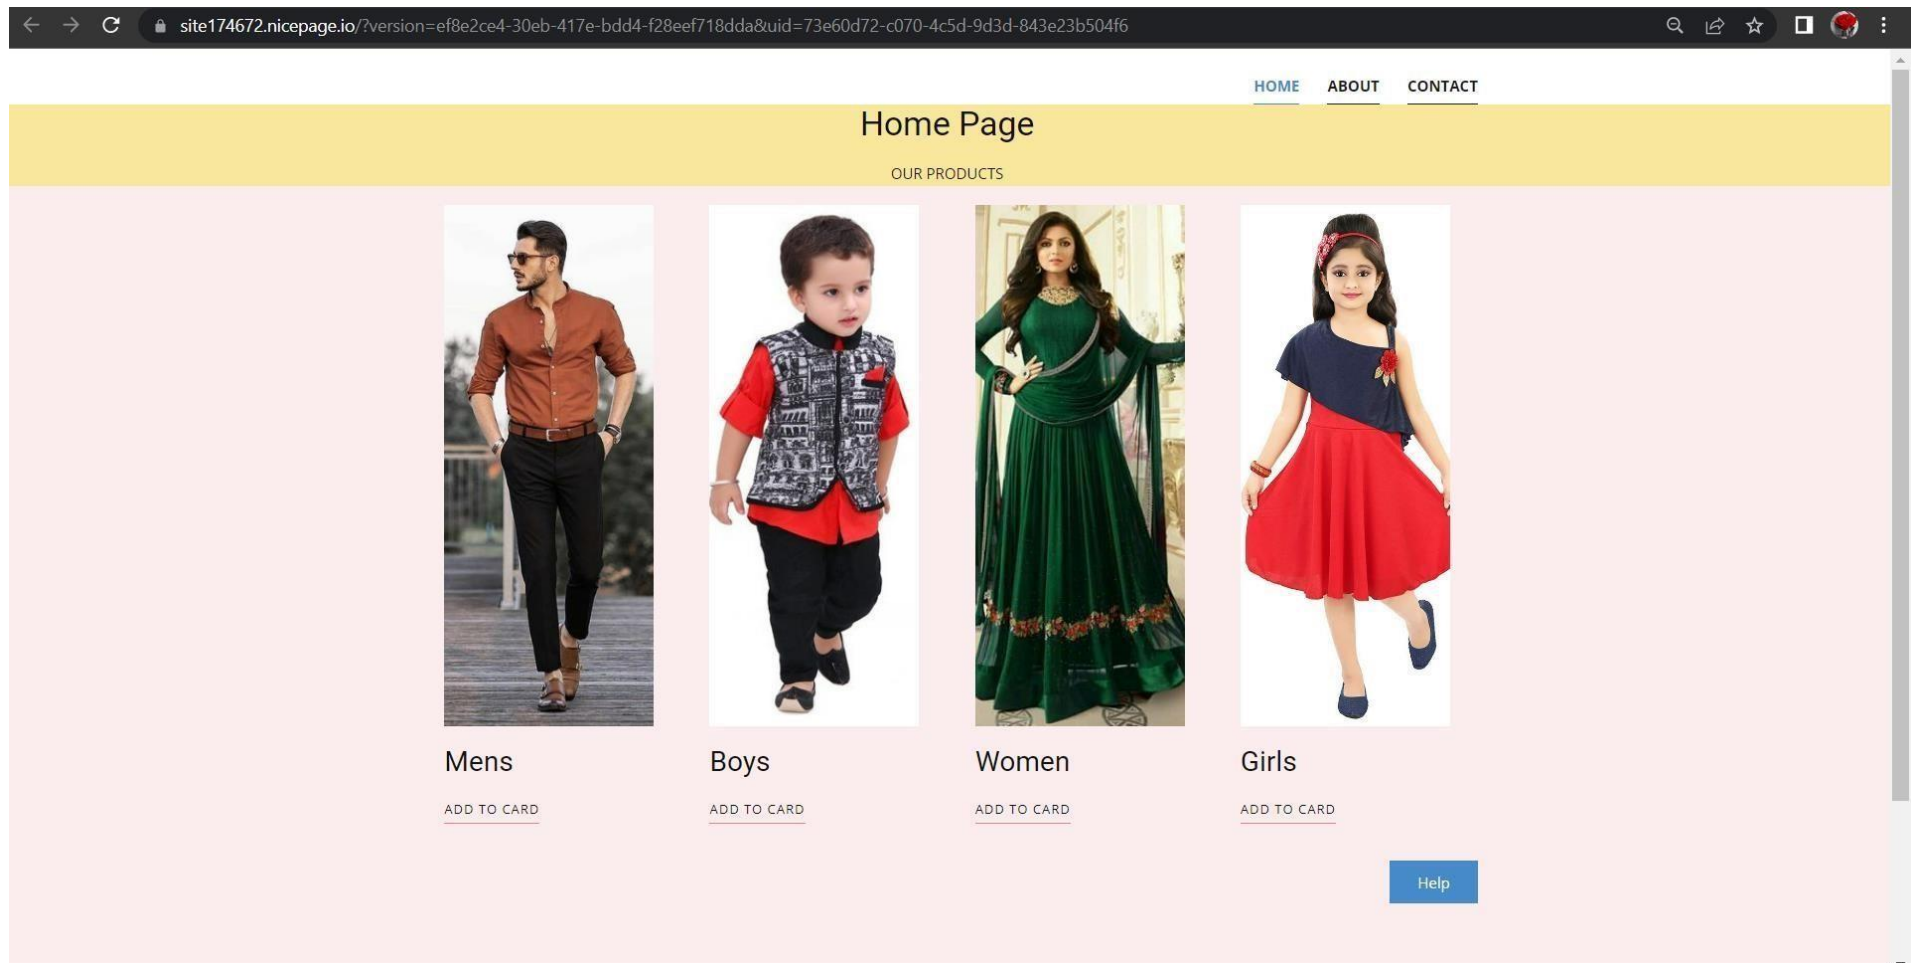 site174672.nicepage.io/?version=ef8e2ce4-30eb-417e-bdd4-f28eef718dda&uid=73e60d72-c070-4c5d-9d3d-843e23b504f6
HOME ABOUT CONTACT
Home Page
OUR PRODUCTS
Mens Boys Women Girls
ADD TO CARD ADD TO CARD ADD TO CARD ADD TO CARD
Help